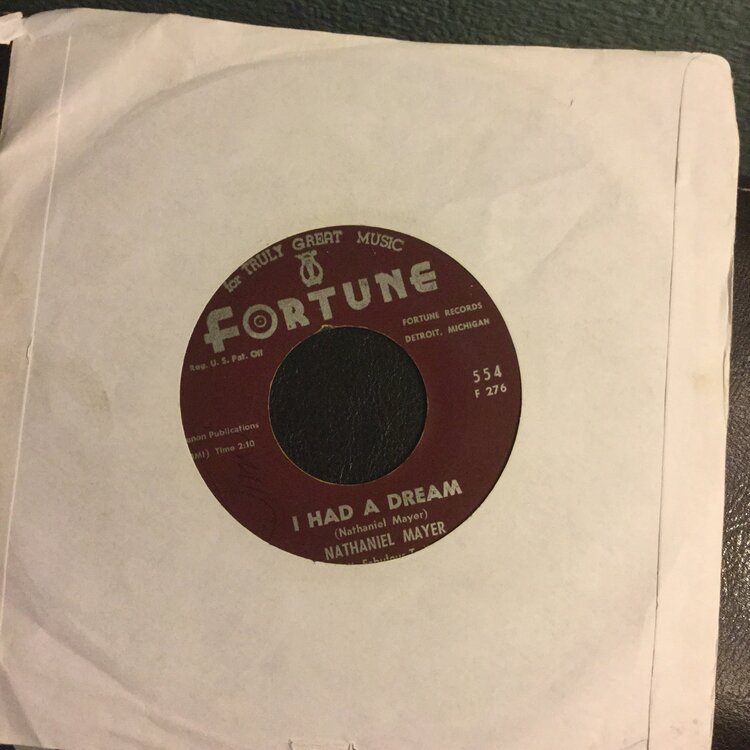 for TRULY GREAT MUSIC
FORTUNE
Reg. U. S. Pat. Off
FORTUNE RECORDS
DETROIT, MICHIGAN
554
F 276
Publications
Time 2:10
I HAD A DREAM
(Nathaniel Mayer)
NATHANIEL MAYER
Fabulous